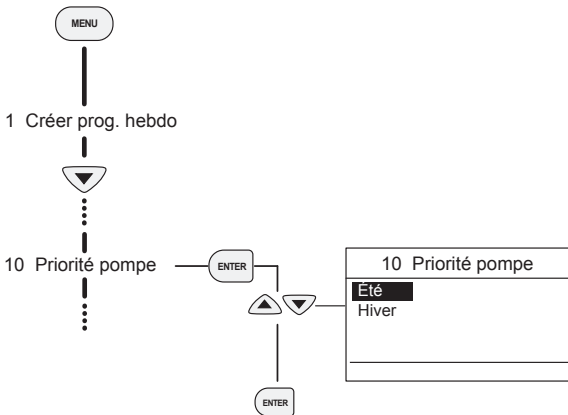 MENU
1 Créer prog. hebdo
10 Priorité pompe
ENTER
10 Priorité pompe
Été
Hiver
ENTER